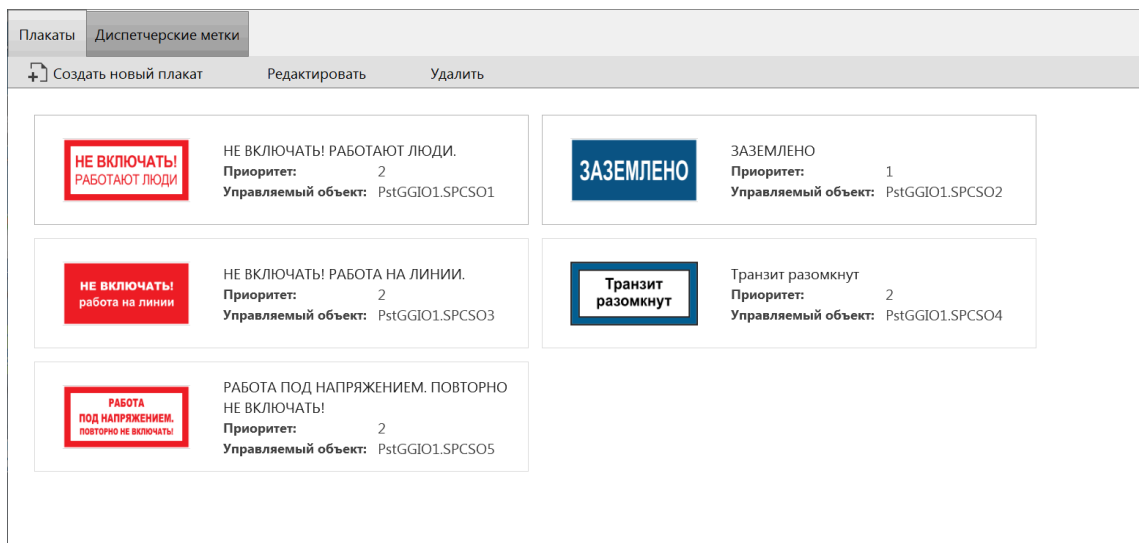 Плакаты
Диспетчерские метки
Создать новый плакат
Редактировать
Удалить
НЕ ВКЛЮЧАТЬ!
РАБОТАЮТ ЛЮДИ
НЕ ВКЛЮЧАТЬ! РАБОТАЮТ ЛЮДИ.
Приоритет: 2
Управляемый объект: PstGGIO1.SPCSO1
ЗАЗЕМЛЕНО
ЗАЗЕМЛЕНО
Приоритет: 1
Управляемый объект: PstGGIO1.SPCSO2
НЕ ВКЛЮЧАТЬ!
работа на линии
НЕ ВКЛЮЧАТЬ! РАБОТА НА ЛИНИИ.
Приоритет: 2
Управляемый объект: PstGGIO1.SPCSO3
Транзит
разомкнут
Транзит разомкнут
Приоритет: 2
Управляемый объект: PstGGIO1.SPCSO4
РАБОТА
ПОД НАПРЯЖЕНИЕМ.
ПОВТОРНО НЕ ВКЛЮЧАТЬ!
РАБОТА ПОД НАПРЯЖЕНИЕМ. ПОВТОРНО
НЕ ВКЛЮЧАТЬ!
Приоритет: 2
Управляемый объект: PstGGIO1.SPCSO5